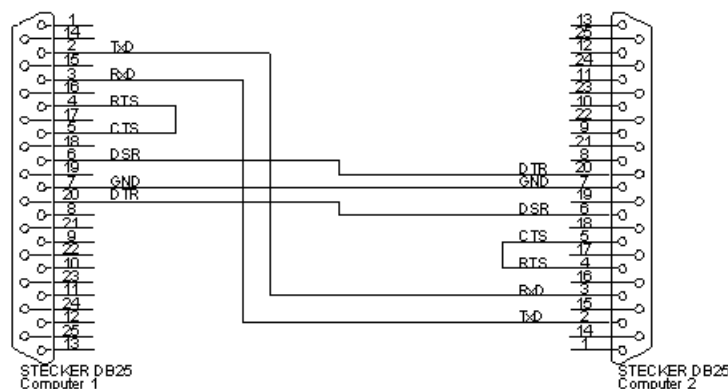 1
14
2 TxD
15
3 RxD
16
4 RTS
17
5 CTS
18
6 DSR
19
7 GND
20 DTR
8
21
9
22
10
23
11
24
12
25
13
STECKER DB25
Computer 1
13
25
12
24
11
23
10
22
9
21
8
DTR 20
GND 7
19
DSR 6
18
CTS 5
17
RTS 4
16
RxD 3
15
TxD 2
14
1
STECKER DB25
Computer 2